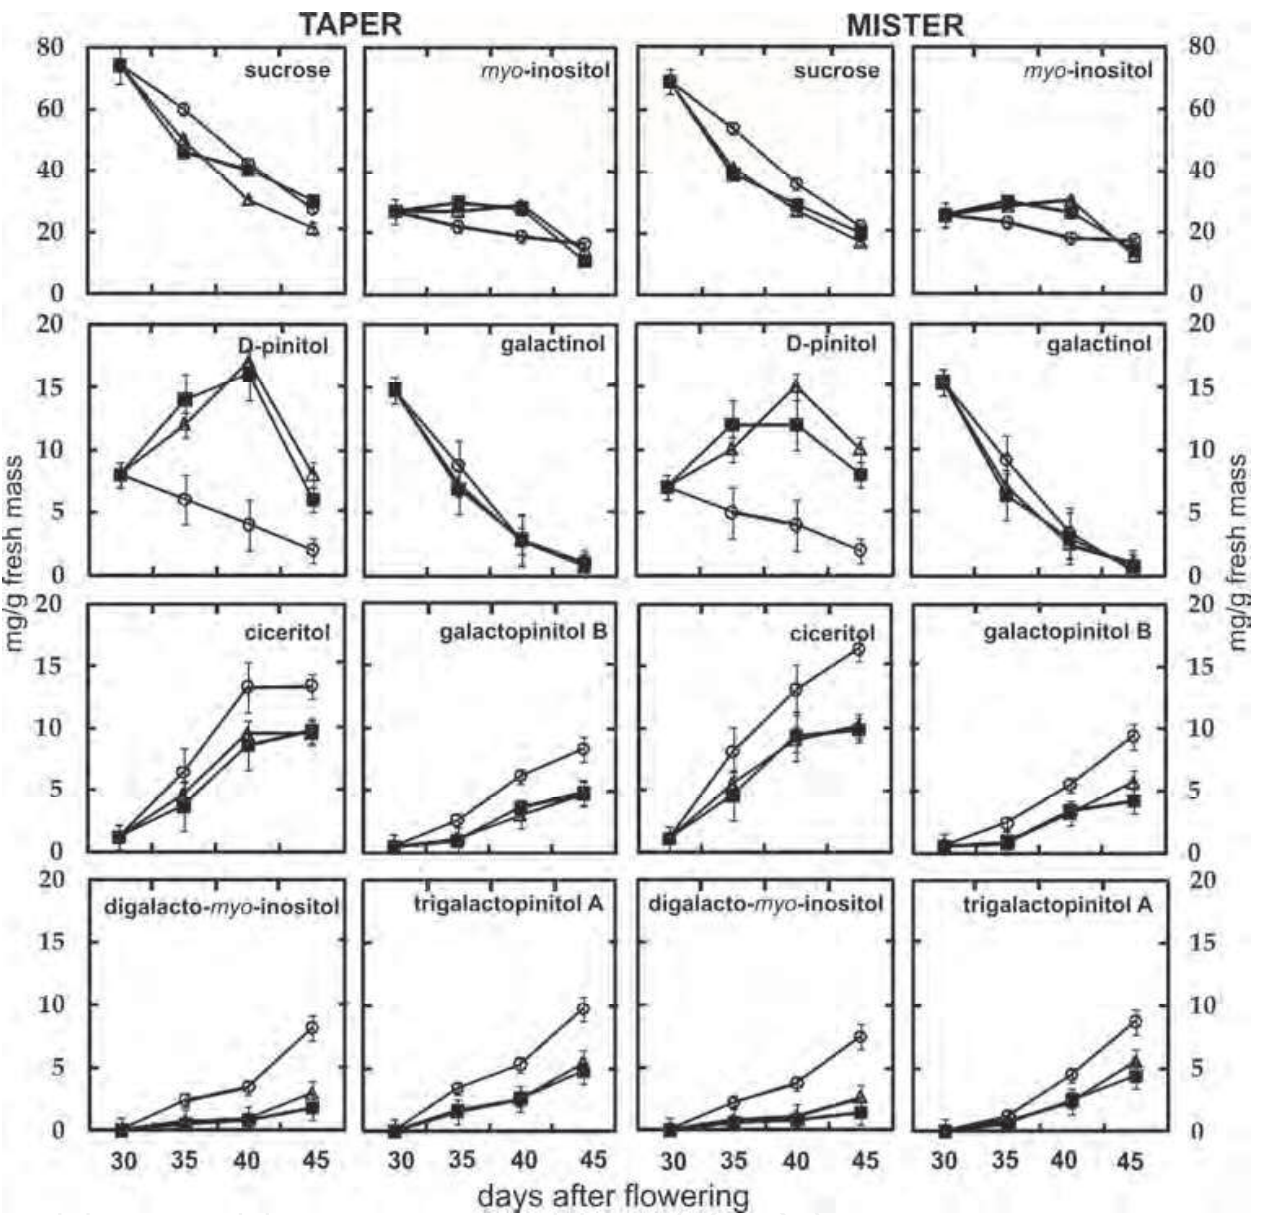 TAPER MISTER
80 sucrose myo-inositol sucrose myo-inositol 80
60 60
40 40
20 20
0 0
20 D-pinitol galactinol D-pinitol galactinol 20
15 15
10 10
5 5
0 0
mg/g fresh mass mg/g fresh mass
20 ciceritol galactopinitol B ciceritol galactopinitol B 20
15 15
10 10
5 5
0 0
20 digalacto-myo-inositol trigalactopinitol A digalacto-myo-inositol trigalactopinitol A 20
15 15
10 10
5 5
0 0
30 35 40 45 30 35 40 45 30 35 40 45 30 35 40 45
days after flowering